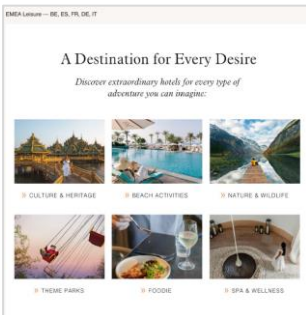 EMEA Leisure — BE, ES, FR, DE, IT
A Destination for Every Desire
Discover extraordinary hotels for every type of
adventure you can imagine:
» CULTURE & HERITAGE
» BEACH ACTIVITIES
» NATURE & WILDLIFE
» THEME PARKS
» FOODIE
» SPA & WELLNESS